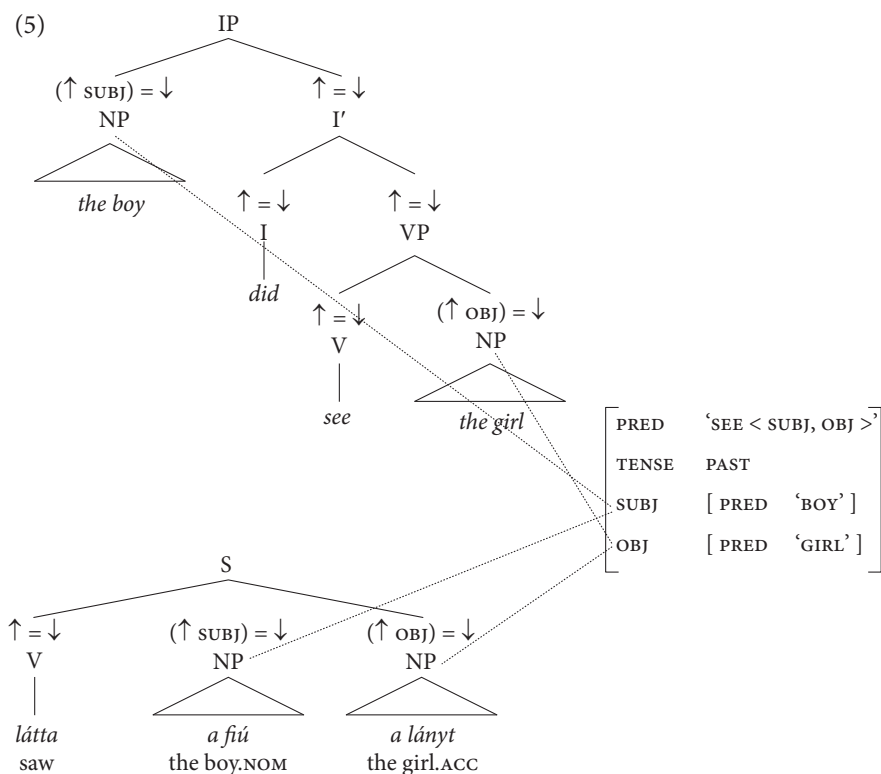 (5)
IP
(↑ SUBJ) = ↓ ↑ = ↓
NP I′
the boy
↑ = ↓ ↑ = ↓
I VP
did
↑ = ↓ (↑ OBJ) = ↓
V NP
see the girl
PRED ‘SEE < SUBJ, OBJ >’
TENSE PAST
SUBJ [ PRED ‘BOY’ ]
OBJ [ PRED ‘GIRL’ ]
S
↑ = ↓ (↑ SUBJ) = ↓ (↑ OBJ) = ↓
V NP NP
látta a fiú a lányt
saw the boy.NOM the girl.ACC